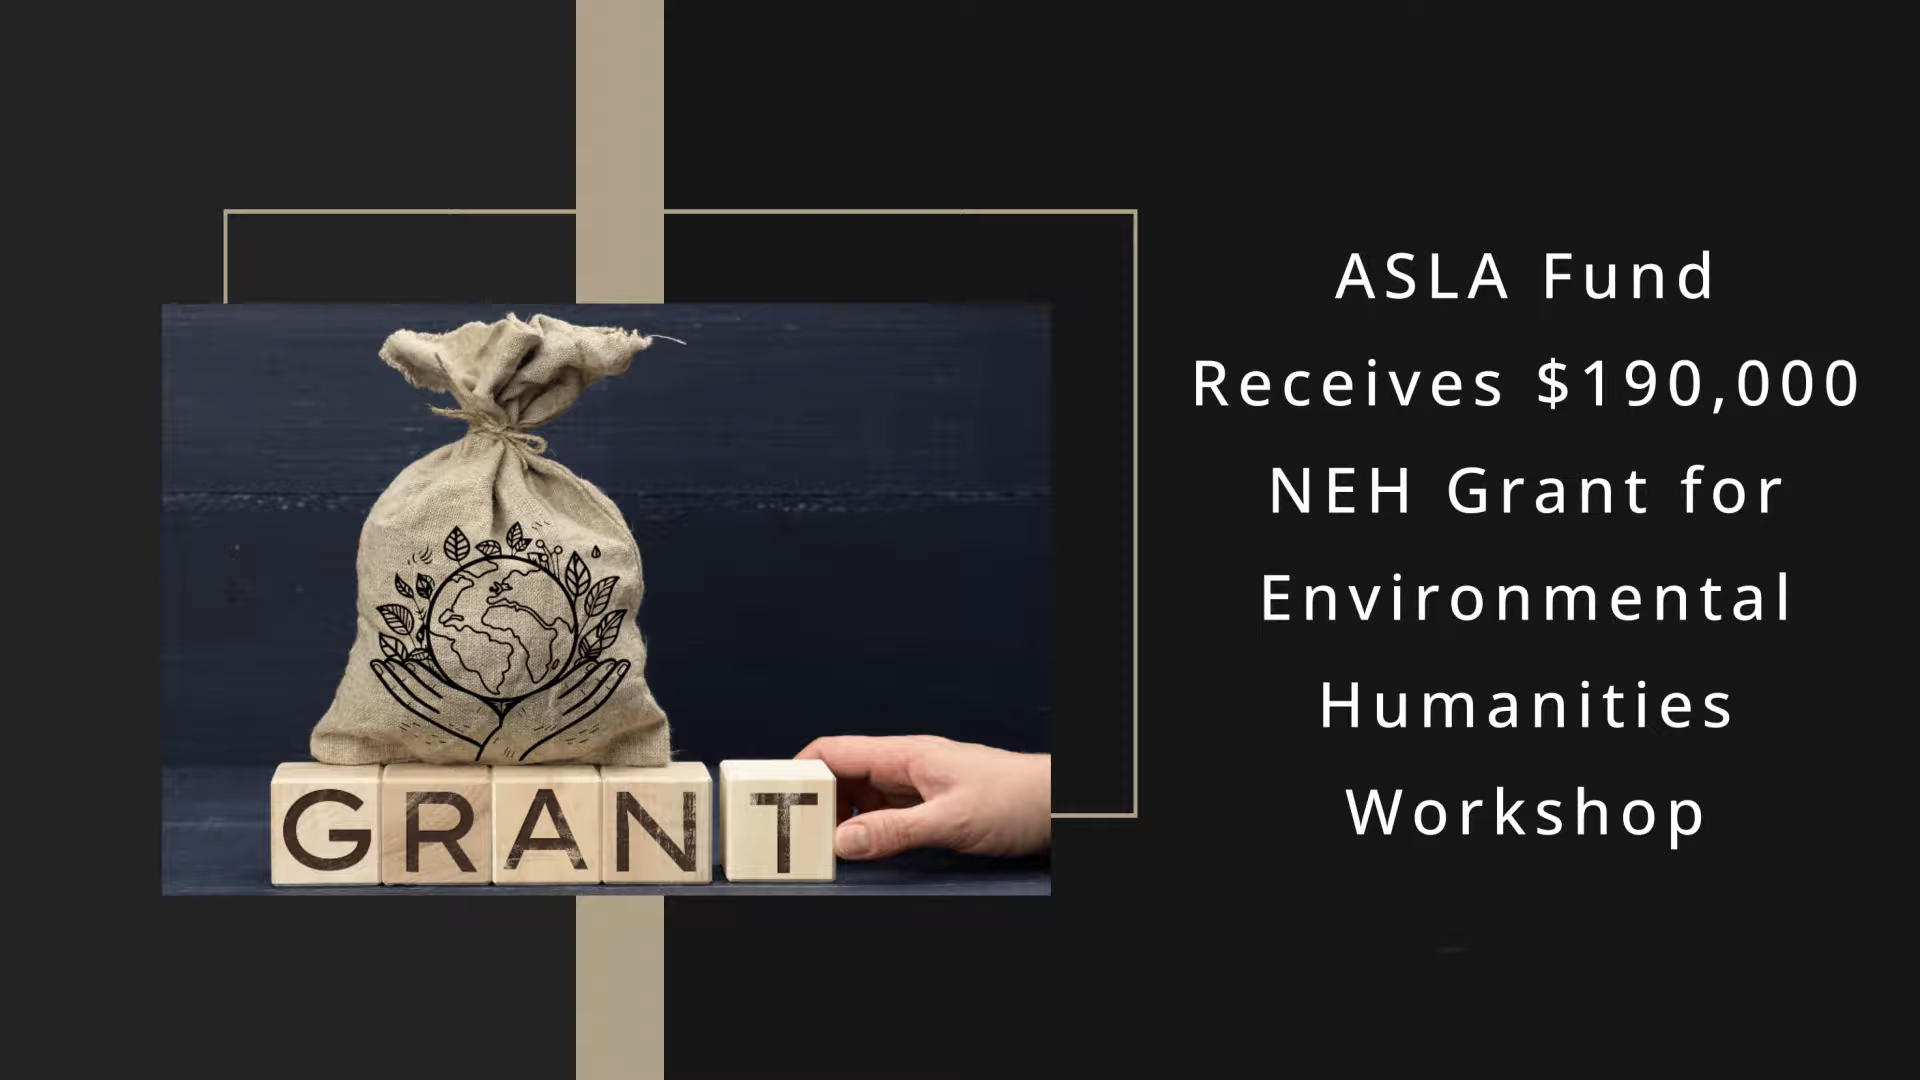 ASLA Fund
Receives $190,000
NEH Grant for
Environmental
Humanities
Workshop
GRANT